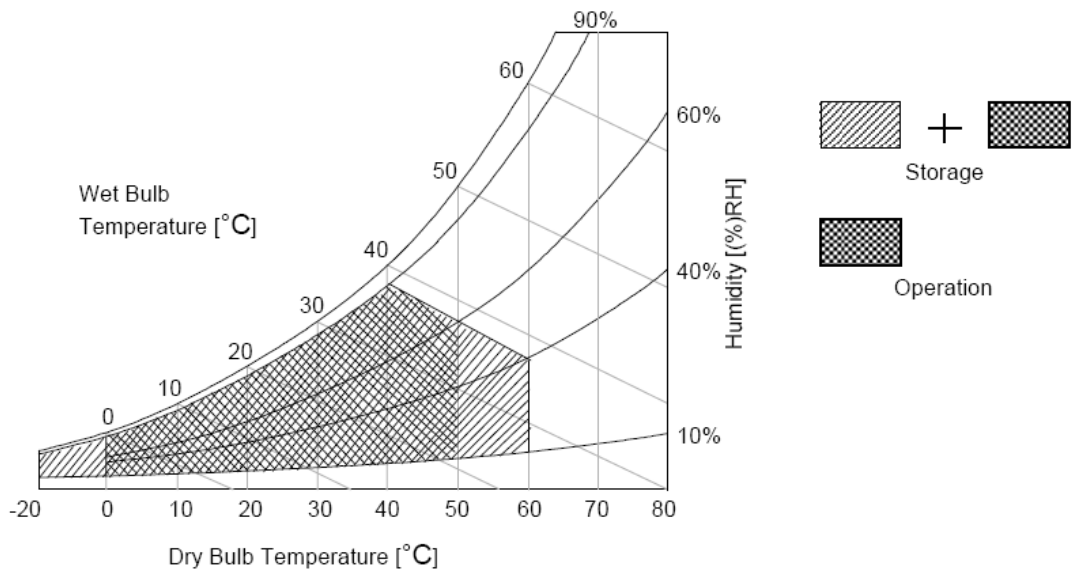 90%
60
60%
50
Wet Bulb
Temperature [°C]
40
40%
30
20
10
0
10%
Humidity [(%)RH]
-20 0 10 20 30 40 50 60 70 80
Dry Bulb Temperature [°C]
+
Storage
Operation